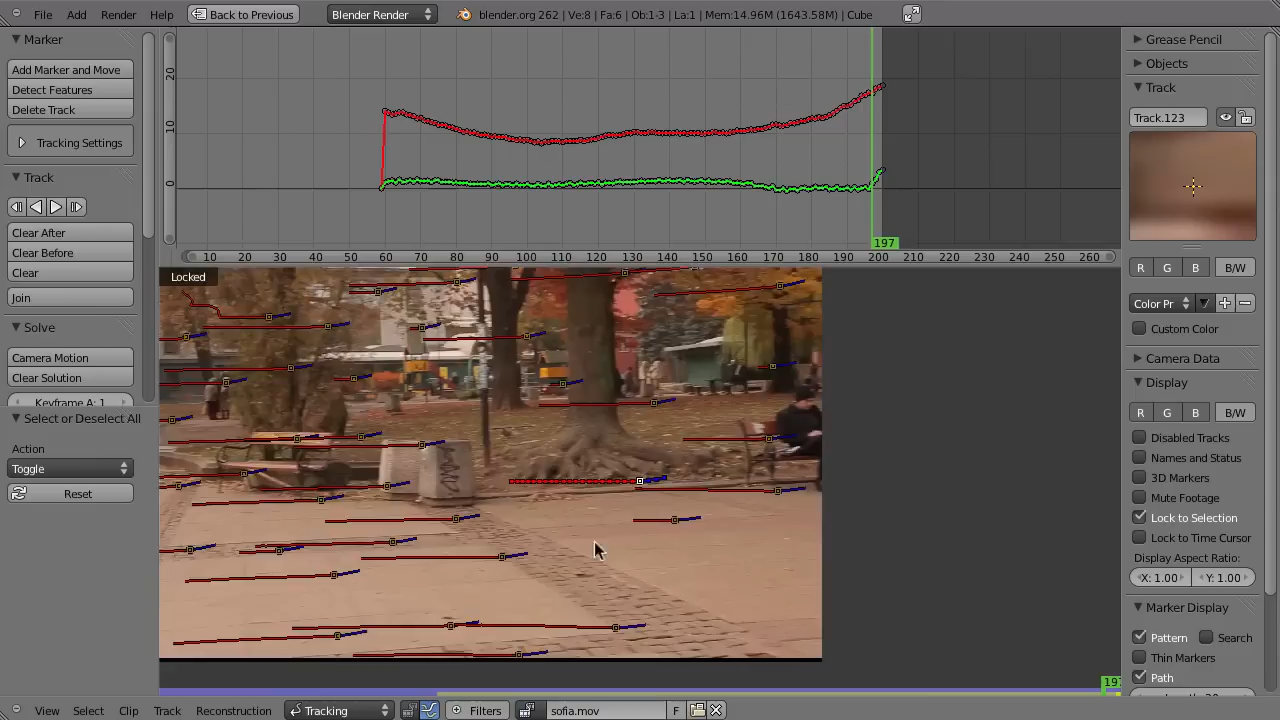 File Add Render Help Back to Previous Blender Render blender.org 262 | Ve:8 | Fa:6 | Ob:1-3 | La:1 | Mem:14.96M (1643.58M) | Cube
Marker
Add Marker and Move
Detect Features
Delete Track
Tracking Settings
Track
Clear After
Clear Before
Clear
Join
Solve
Camera Motion
Clear Solution
Keyframe A: 1
Select or Deselect All
Action
Toggle
Reset
20
10
0
197
10 20 30 40 50 60 70 80 90 100 110 120 130 140 150 160 170 180 190 200 210 220 230 240 250 260
Locked
197
Grease Pencil
Objects
Track
Track.123
R G B B/W
Color Pr
Custom Color
Camera Data
Display
R G B B/W
Disabled Tracks
Names and Status
3D Markers
Mute Footage
Lock to Selection
Lock to Time Cursor
Display Aspect Ratio:
X: 1.00 Y: 1.00
Marker Display
Pattern Search
Thin Markers
Path
View Select Clip Track Reconstruction Tracking Filters sofia.mov F